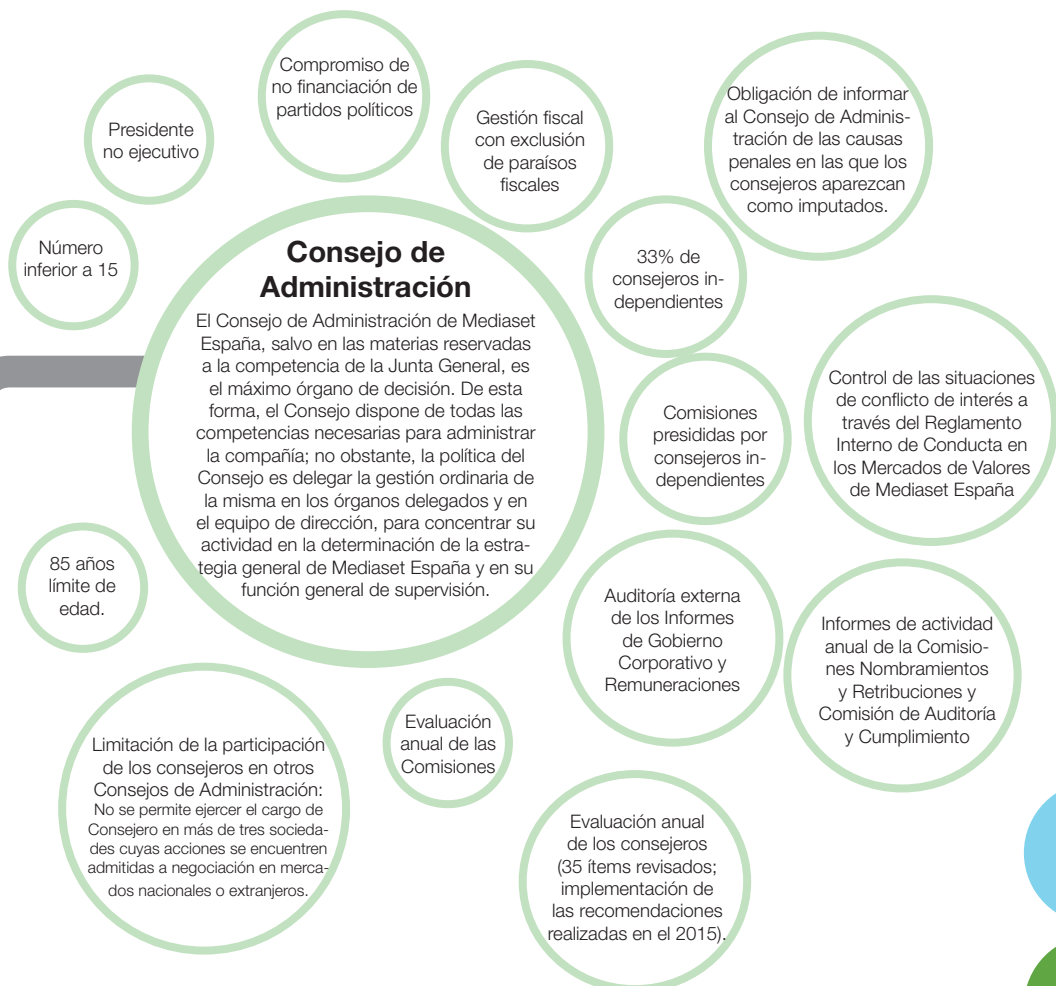 Compromiso de
no financiación de
partidos políticos
Presidente
no ejecutivo
Gestión fiscal
con exclusión
de paraísos
fiscales
Obligación de informar
al Consejo de Adminis-
tración de las causas
penales en las que los
consejeros aparezcan
como imputados.
Número
inferior a 15
33% de
consejeros in-
dependientes
Consejo de
Administración
El Consejo de Administración de Mediaset
España, salvo en las materias reservadas
a la competencia de la Junta General, es
el máximo órgano de decisión. De esta
forma, el Consejo dispone de todas las
competencias necesarias para administrar
la compañía; no obstante, la política del
Consejo es delegar la gestión ordinaria de
la misma en los órganos delegados y en
el equipo de dirección, para concentrar su
actividad en la determinación de la estra-
tegia general de Mediaset España y en su
función general de supervisión.
Comisiones
presididas por
consejeros in-
dependientes
Control de las situaciones
de conflicto de interés a
través del Reglamento
Interno de Conducta en
los Mercados de Valores
de Mediaset España
85 años
límite de
edad.
Auditoría externa
de los Informes
de Gobierno
Corporativo y
Remuneraciones
Informes de actividad
anual de la Comisio-
nes Nombramientos
y Retribuciones y
Comisión de Auditoría
y Cumplimiento
Limitación de la participación
de los consejeros en otros
Consejos de Administración:
No se permite ejercer el cargo de
Consejero en más de tres socieda-
des cuyas acciones se encuentren
admitidas a negociación en merca-
dos nacionales o extranjeros.
Evaluación
anual de las
Comisiones
Evaluación anual
de los consejeros
(35 ítems revisados;
implementación de
las recomendaciones
realizadas en el 2015).